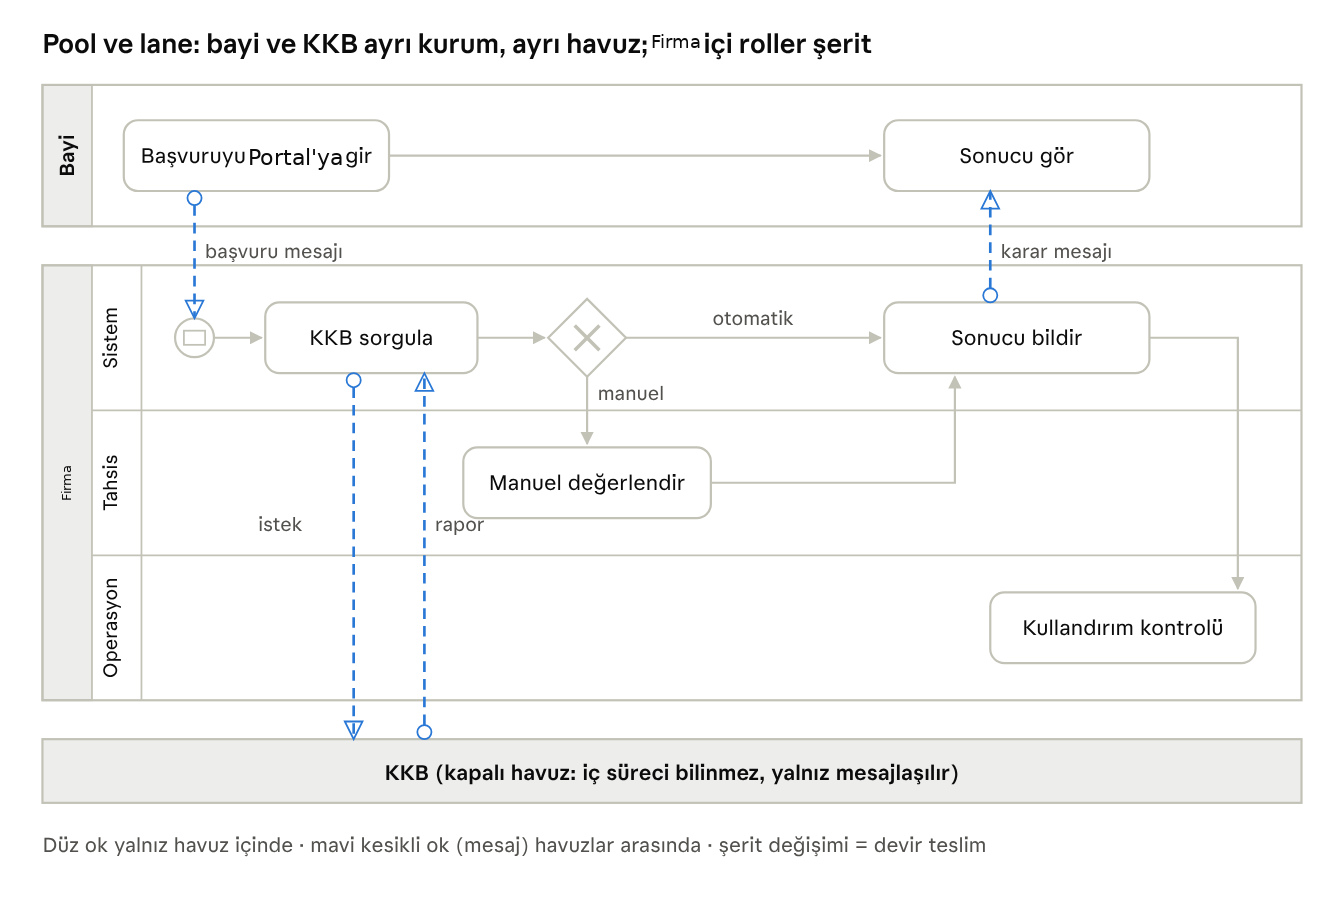 Pool ve lane: bayi ve KKB ayrı kurum, ayrı havuz; Firma içi roller şerit
Bayi
Başvuruyu Portal'ya gir
Sonucu gör
başvuru mesajı
karar mesajı
Firma
Sistem
KKB sorgula
otomatik
Sonucu bildir
manuel
Tahsis
Manuel değerlendir
istek
rapor
Operasyon
Kullandırım kontrolü
KKB (kapalı havuz: iç süreci bilinmez, yalnız mesajlaşılır)
Düz ok yalnız havuz içinde · mavi kesikli ok (mesaj) havuzlar arasında · şerit değişimi = devir teslim